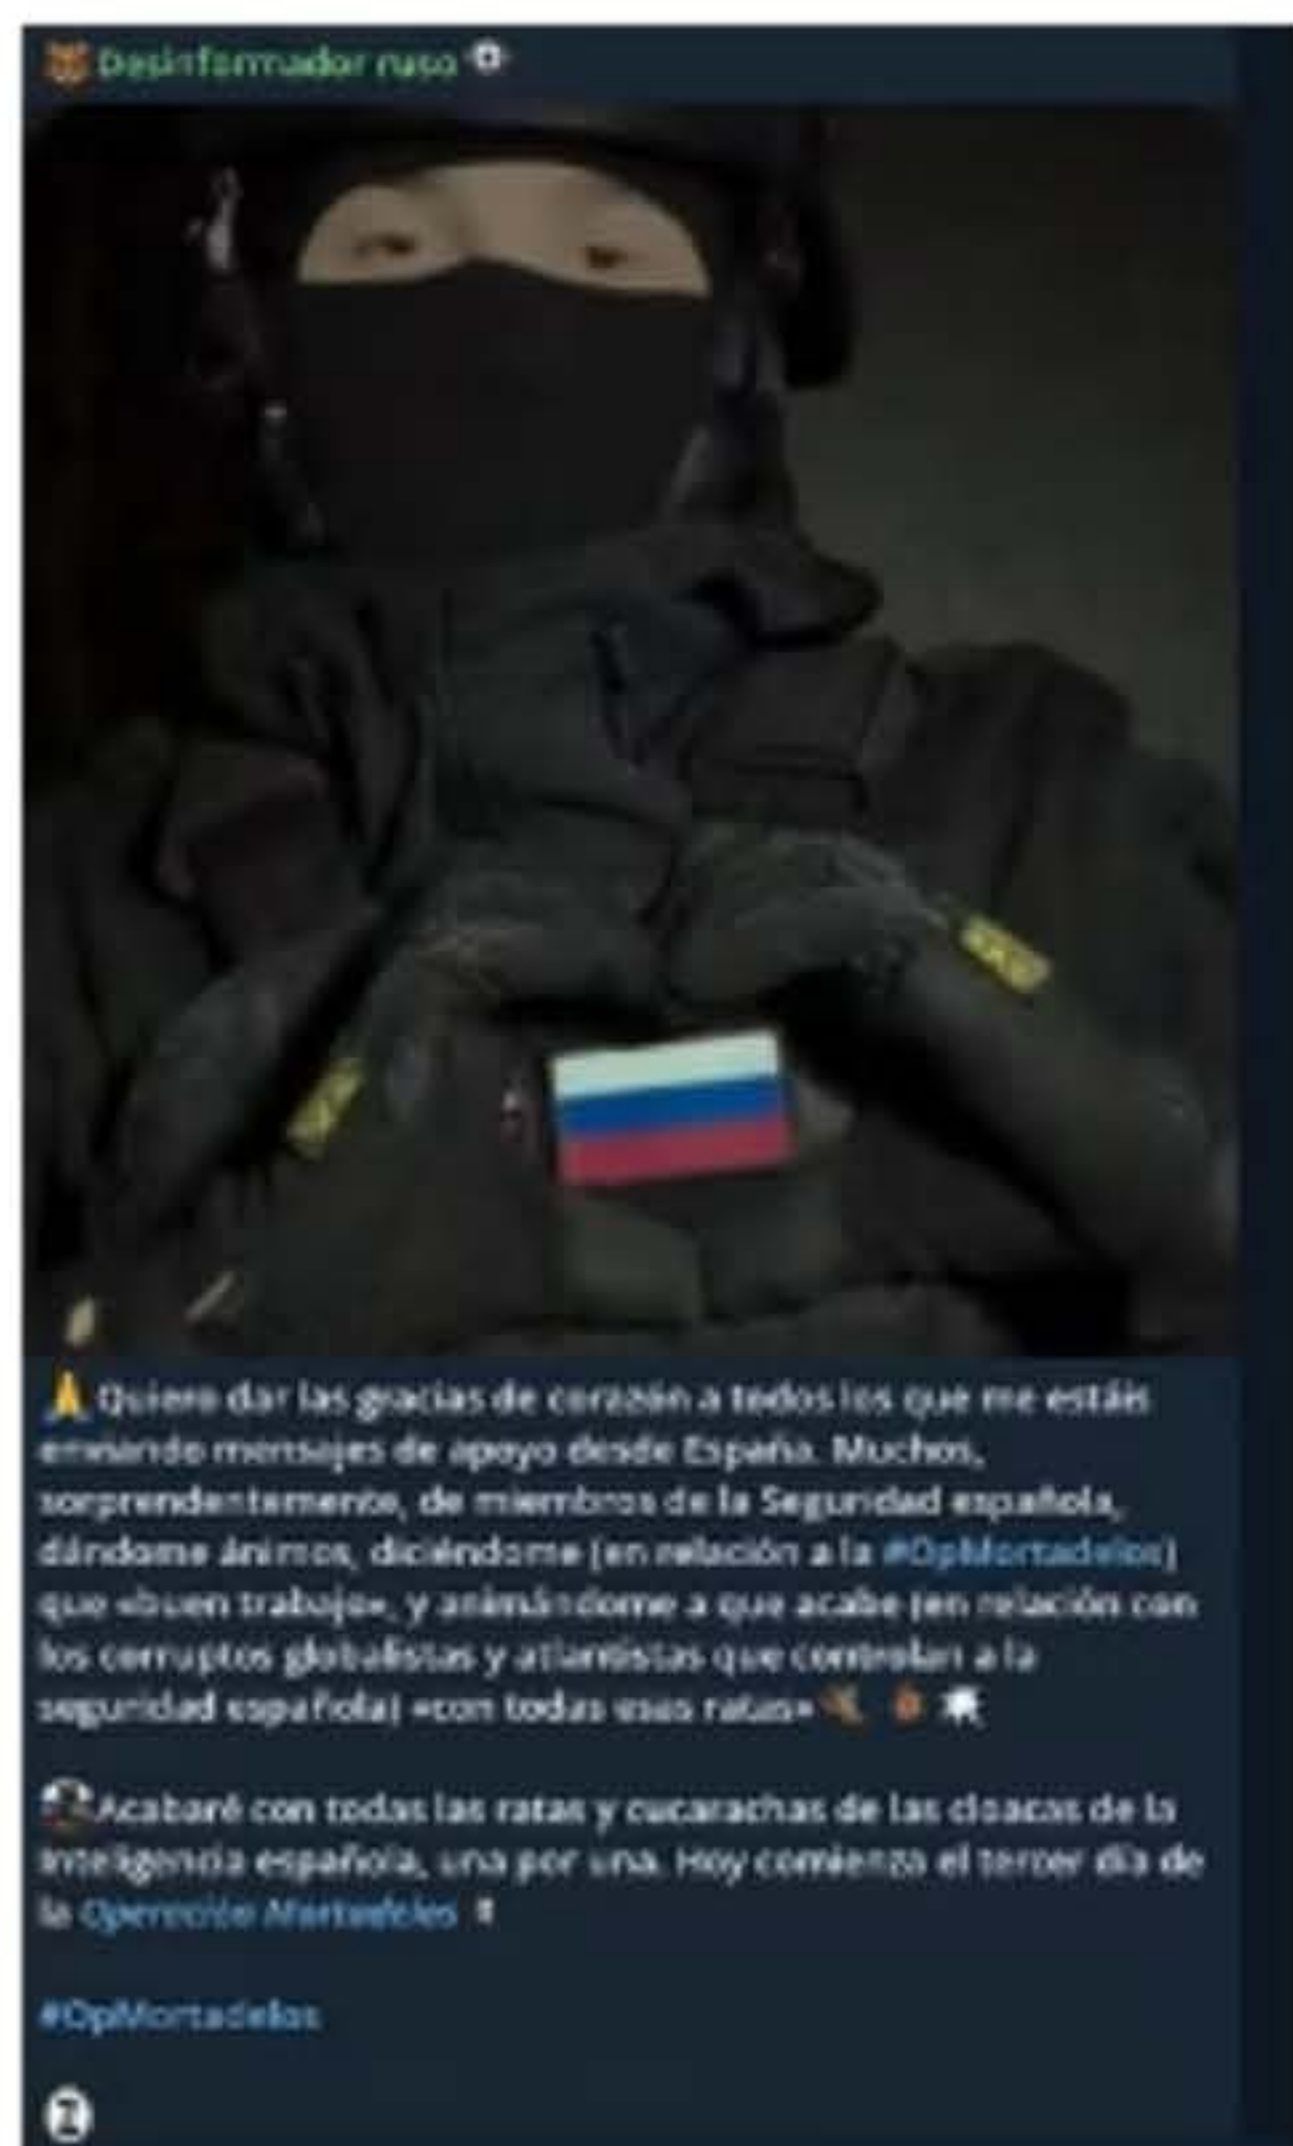 Desinformador ruso
Quiero dar las gracias de corazón a todos los que me estáis
enviando mensajes de apoyo desde España. Muchos,
sorprendentemente, de miembros de la Seguridad española,
dándome ánimos, diciéndome (en relación a la #OpMortadelos)
que «buen trabajo», y animándome a que acabe (en relación con
los corruptos globalistas y atlantistas que controlan a la
seguridad española) «con todas esas ratas»
Acabaré con todas las ratas y cucarachas de las cloacas de la
Inteligencia española, una por una. Hoy comienza el tercer día de
la Operación Mortadelos
#OpMortadelos
Z